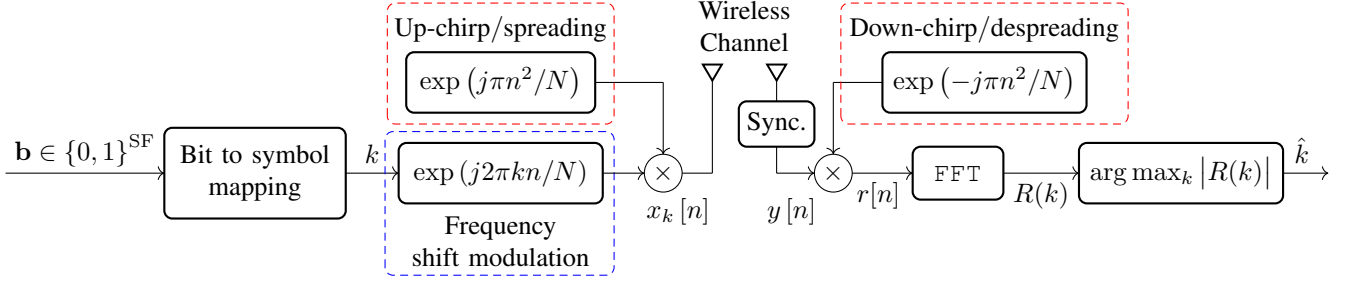 Up-chirp/spreading
exp (jπn²/N)
Wireless
Channel
Down-chirp/despreading
exp (−jπn²/N)
Sync.
b ∈ {0, 1}^SF
Bit to symbol
mapping
k
exp (j2πkn/N)
×
x_k [n]
y [n]
×
r[n]
FFT
R(k)
arg max_k |R(k)|
k̂
Frequency
shift modulation